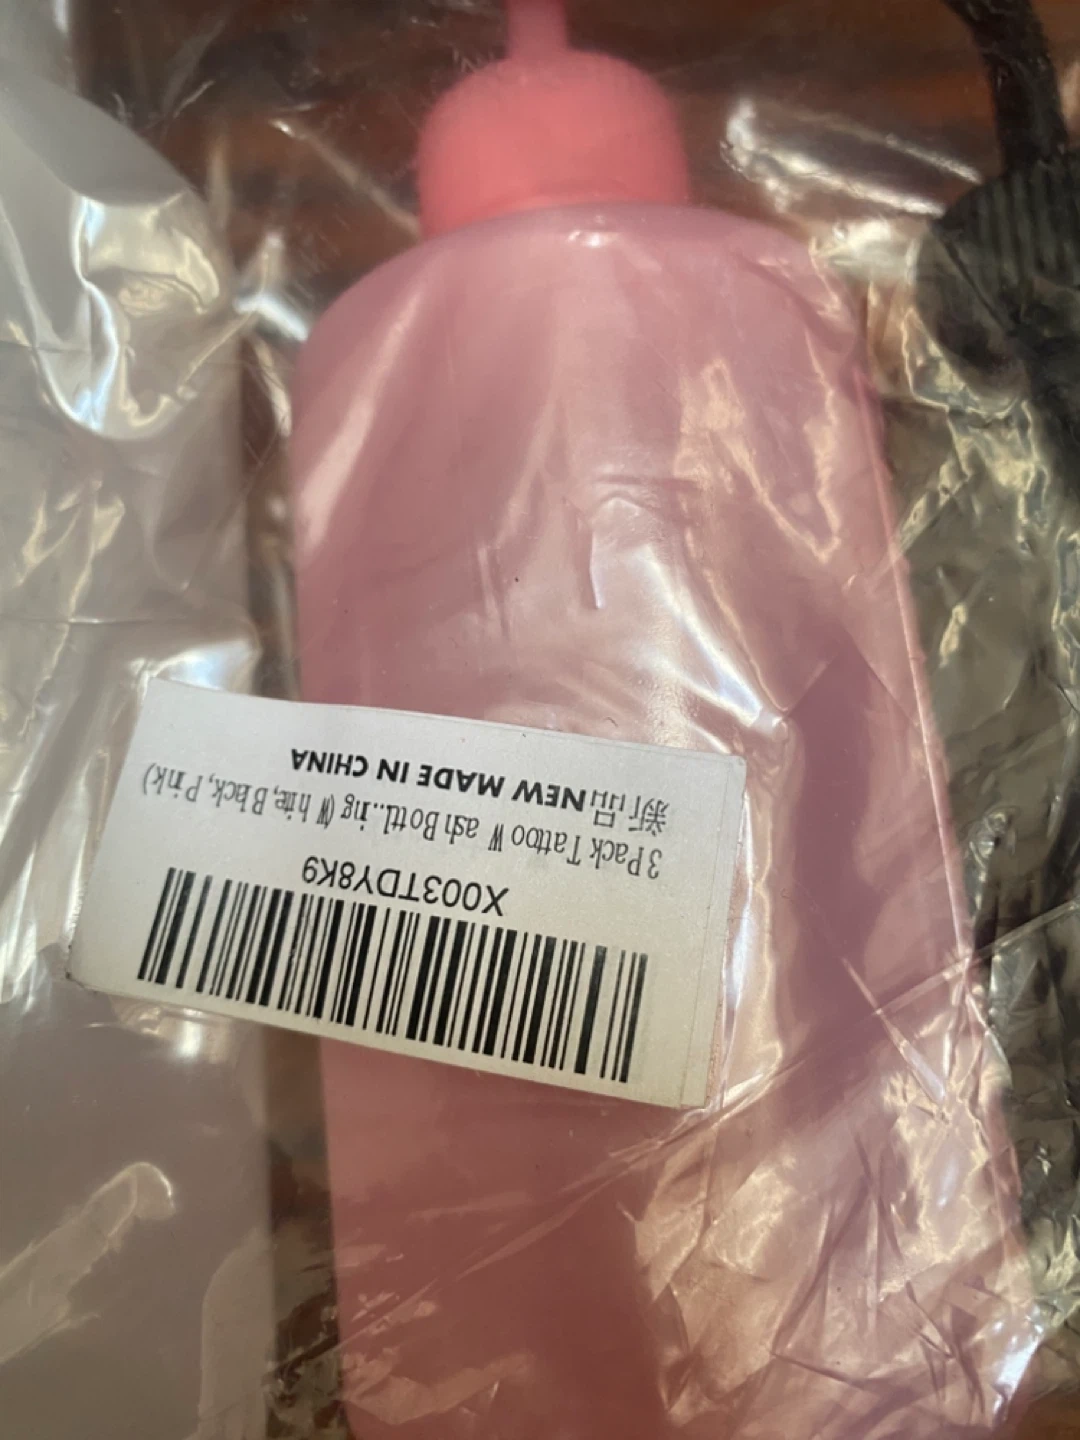 X003TDY8K9
3 Pack Tattoo Wash Bottl...ing (White, Black, Pink)
新品NEW MADE IN CHINA